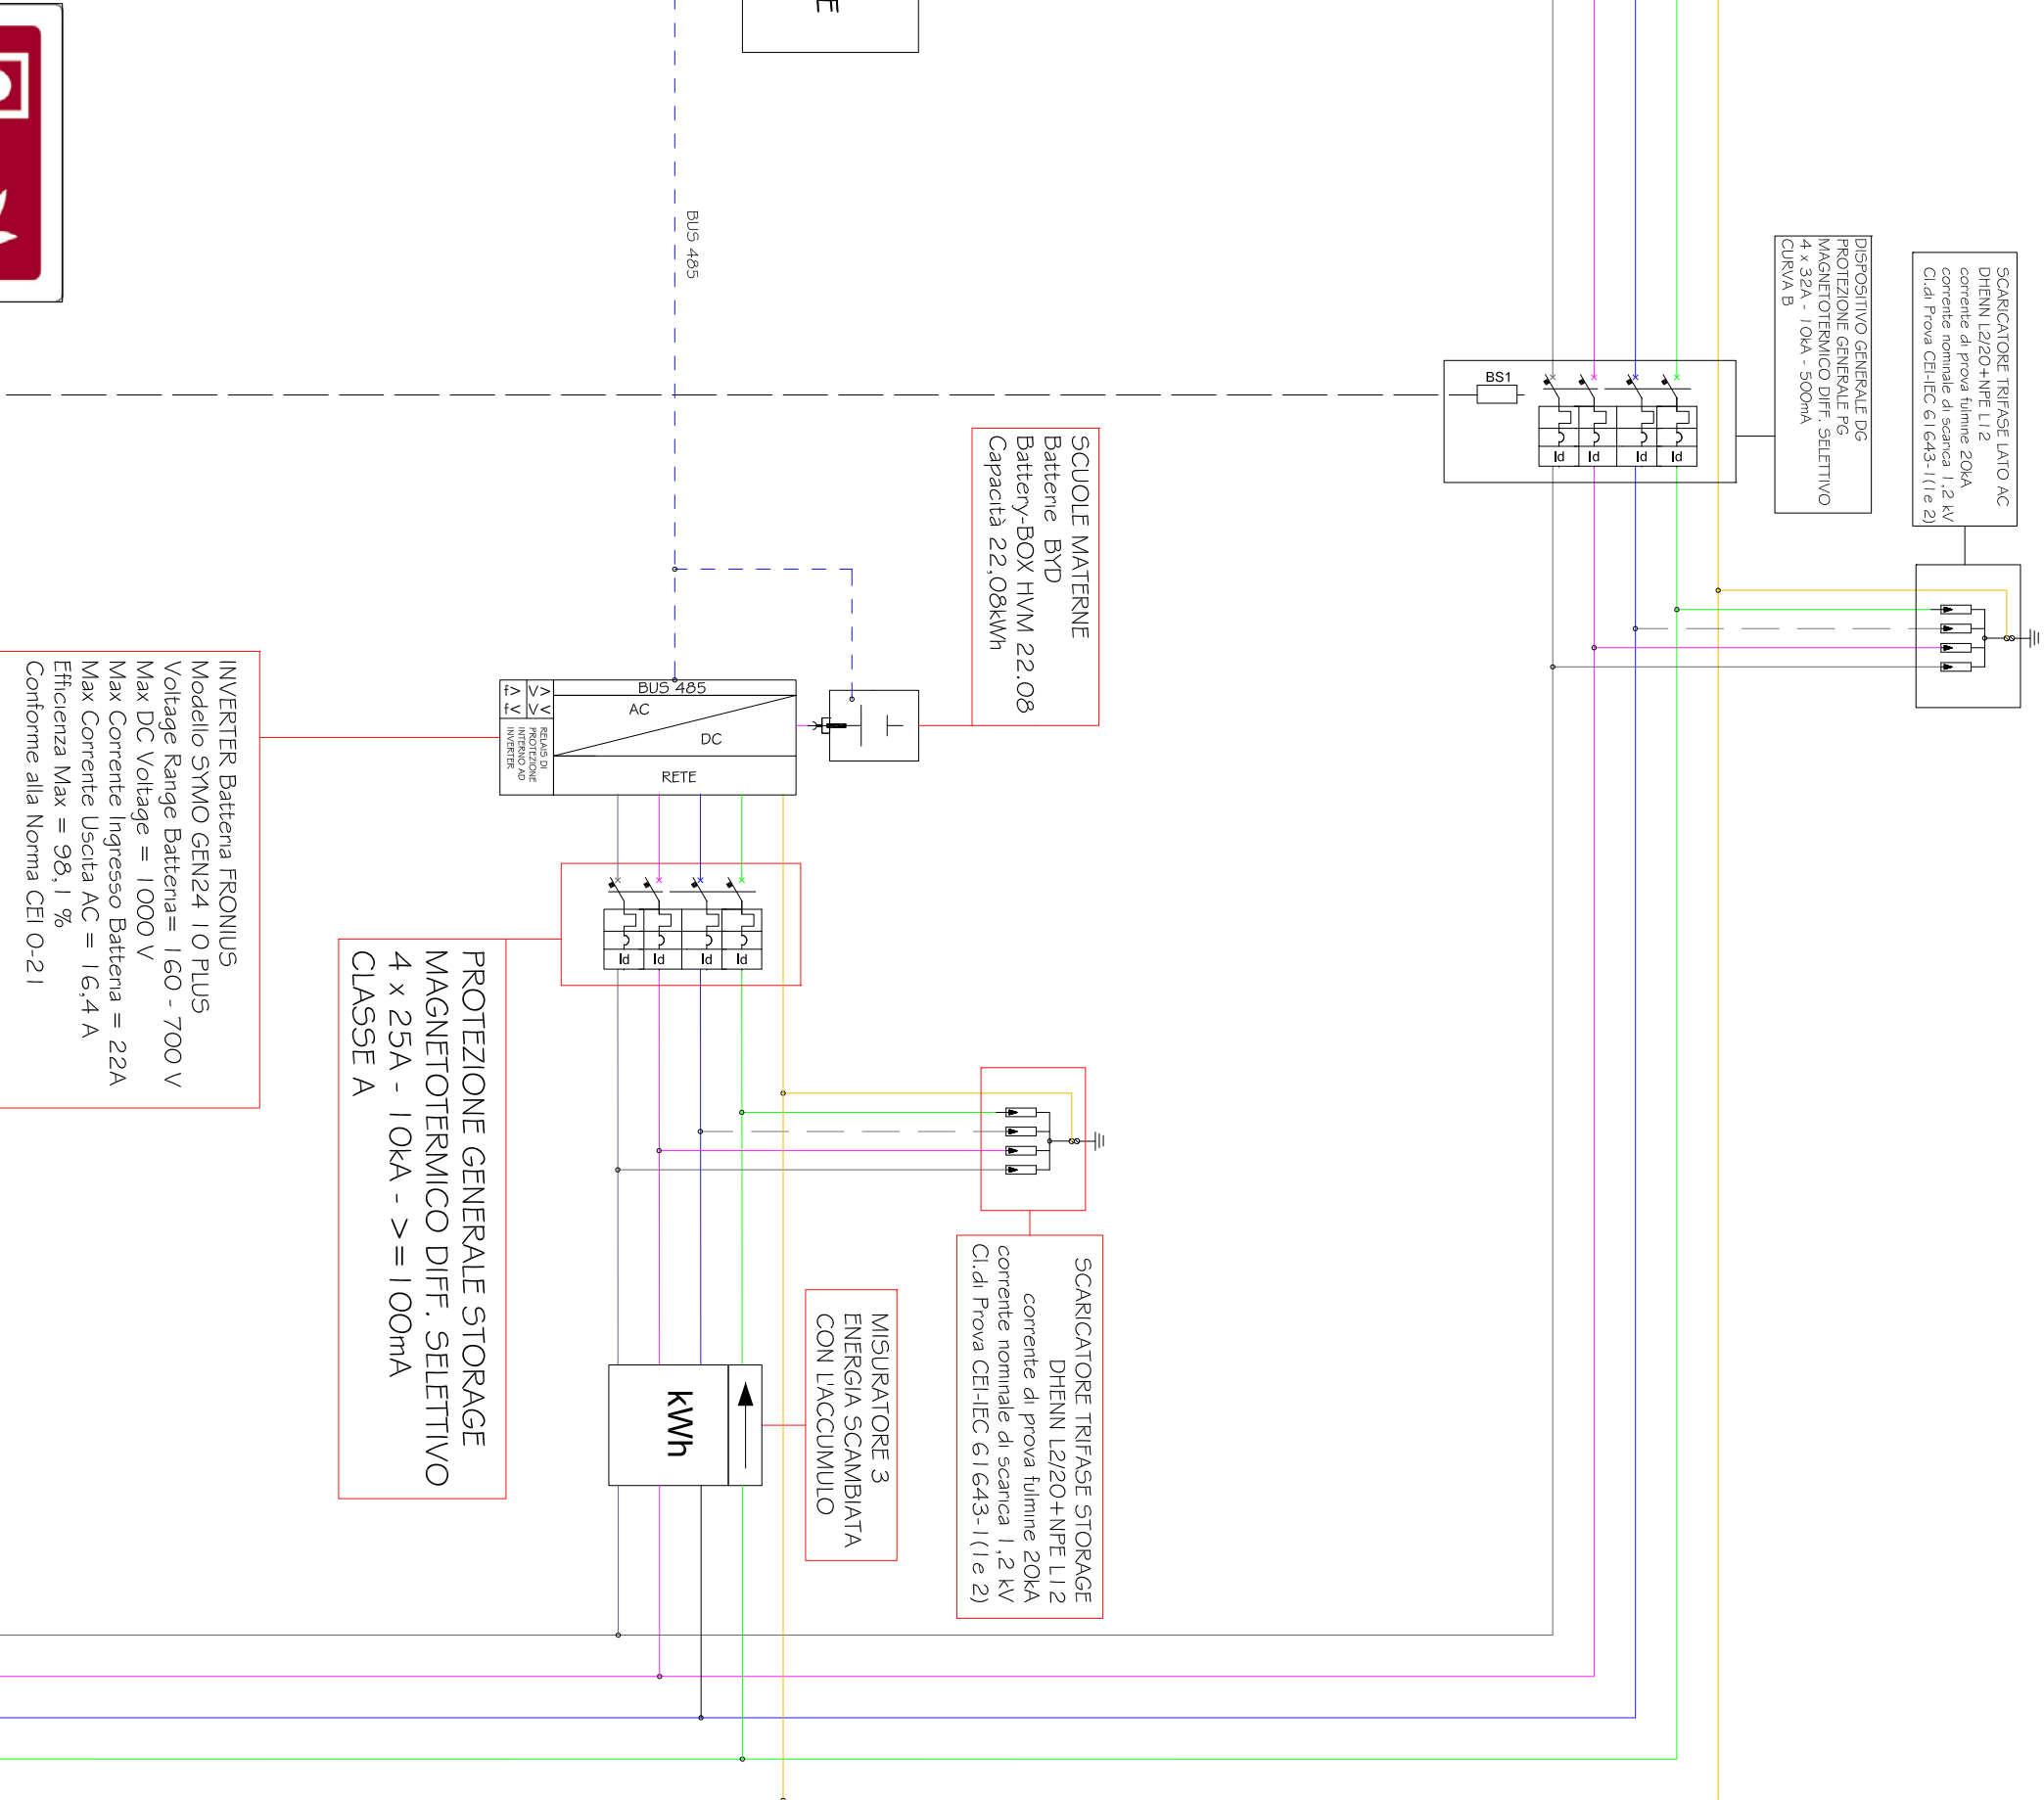 E
BUS 485
SCARICATORE TRIFASE LATO AC
DHENN L2/20+NPE L12
corrente di prova fulmine 20kA
corrente nominale di scarica 1,2 kV
Cl.di Prova CEI-IEC 61643-1(1e 2)
DISPOSITIVO GENERALE DG
PROTEZIONE GENERALE PG
MAGNETOTERMICO DIFF. SELETTIVO
4 x 32A - 10kA - 500mA
CURVA B
BS1
Id
Id
Id
Id
SCUOLE MATERNE
Batterie BYD
Battery-BOX HVM 22.08
Capacità 22,08kWh
BUS 485
AC
DC
RETE
V> V<
f> f<
RELAIS DI
PROTEZIONE
INTERNO AD
INVERTER
INVERTER Batteria FRONIUS
Modello SYMO GEN24 10 PLUS
Voltage Range Batteria= 160 - 700 V
Max DC Voltage = 1000 V
Max Corrente Ingresso Batteria = 22A
Max Corrente Uscita AC = 16,4 A
Efficienza Max = 98,1 %
Conforme alla Norma CEI 0-21
Id
Id
Id
Id
PROTEZIONE GENERALE STORAGE
MAGNETOTERMICO DIFF. SELETTIVO
4 x 25A - 10kA - >=100mA
CLASSE A
SCARICATORE TRIFASE STORAGE
DHENN L2/20+NPE L12
corrente di prova fulmine 20kA
corrente nominale di scarica 1,2 kV
Cl.di Prova CEI-IEC 61643-1(1e 2)
MISURATORE 3
ENERGIA SCAMBIATA
CON L'ACCUMULO
kWh